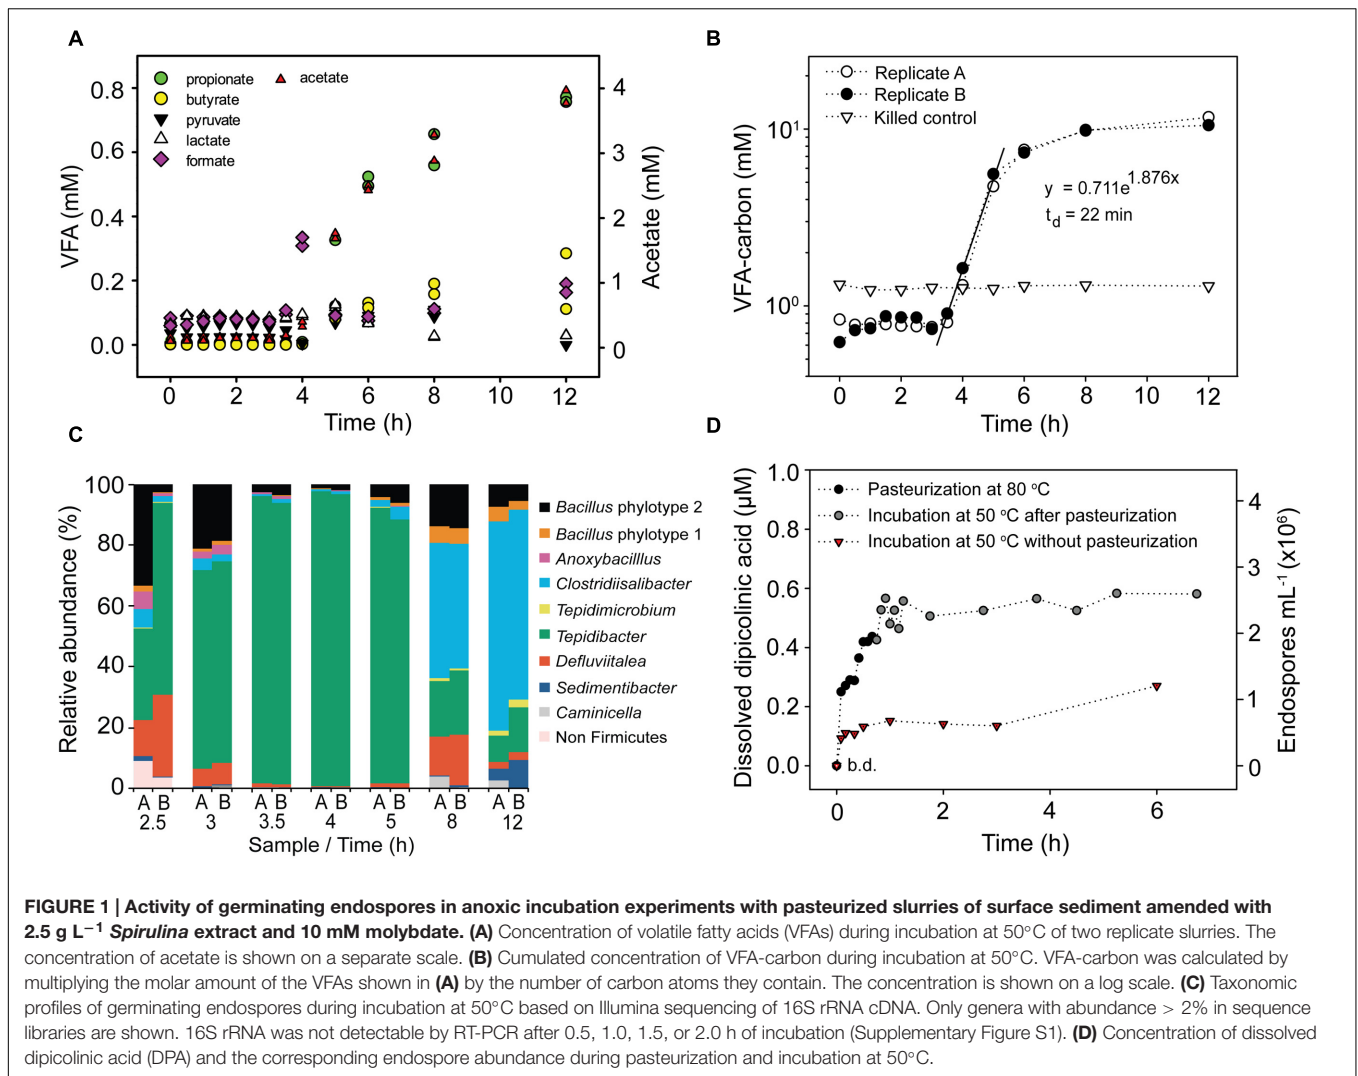 A
propionate
acetate
butyrate
pyruvate
lactate
formate
VFA (mM)
0.8
0.6
0.4
0.2
0.0
Acetate (mM)
4
3
2
1
0
0 2 4 6 8 10 12
Time (h)
B
Replicate A
Replicate B
Killed control
VFA-carbon (mM)
10^1
10^0
y = 0.711e^1.876x
t_d = 22 min
0 2 4 6 8 10 12
Time (h)
C
Relative abundance (%)
100
80
60
40
20
0
A B A B A B A B A B A B A B
2.5 3 3.5 4 5 8 12
Sample / Time (h)
Bacillus phylotype 2
Bacillus phylotype 1
Anoxybacilllus
Clostridiisalibacter
Tepidimicrobium
Tepidibacter
Defluviitalea
Sedimentibacter
Caminicella
Non Firmicutes
D
Pasteurization at 80 °C
Incubation at 50 °C after pasteurization
Incubation at 50 °C without pasteurization
Dissolved dipicolinic acid (µM)
1.0
0.8
0.6
0.4
0.2
0.0
b.d.
Endospores mL^-1 (x10^6)
4
3
2
1
0
0 2 4 6
Time (h)
FIGURE 1 | Activity of germinating endospores in anoxic incubation experiments with pasteurized slurries of surface sediment amended with
2.5 g L−1 Spirulina extract and 10 mM molybdate. (A) Concentration of volatile fatty acids (VFAs) during incubation at 50°C of two replicate slurries. The
concentration of acetate is shown on a separate scale. (B) Cumulated concentration of VFA-carbon during incubation at 50°C. VFA-carbon was calculated by
multiplying the molar amount of the VFAs shown in (A) by the number of carbon atoms they contain. The concentration is shown on a log scale. (C) Taxonomic
profiles of germinating endospores during incubation at 50°C based on Illumina sequencing of 16S rRNA cDNA. Only genera with abundance > 2% in sequence
libraries are shown. 16S rRNA was not detectable by RT-PCR after 0.5, 1.0, 1.5, or 2.0 h of incubation (Supplementary Figure S1). (D) Concentration of dissolved
dipicolinic acid (DPA) and the corresponding endospore abundance during pasteurization and incubation at 50°C.